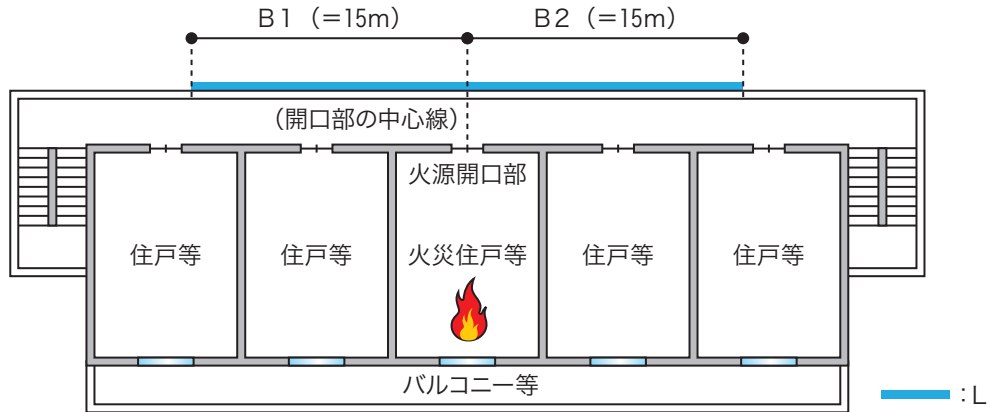 B1（＝15m） B2（＝15m）
（開口部の中心線）
火源開口部
住戸等 住戸等 火災住戸等 住戸等 住戸等
バルコニー等
：L